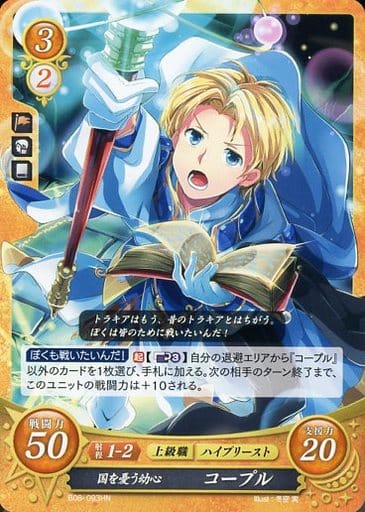 3
2
トラキアはもう、昔のトラキアとはちがう。
ぼくは皆のために戦いたいんだ!
ぼくも戦いたいんだ! 起【3】自分の退避エリアから『コープル』
以外のカードを1枚選び、手札に加える。次の相手のターン終了まで、
このユニットの戦闘力は+10される。
戦闘力
50
射程 1-2 上級職 ハイプリースト
支援力
20
国を憂う幼心 コープル
B08-093HN
Illust:冬空 実